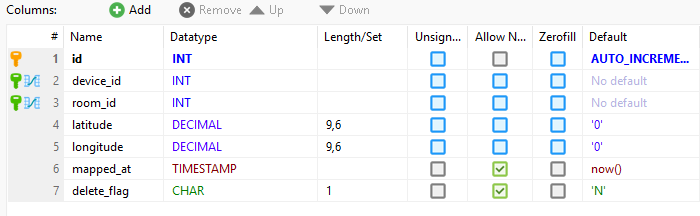 Columns: Add Remove Up Down
# Name Datatype Length/Set Unsign... Allow N... Zerofill Default
1 id INT AUTO_INCREME...
2 device_id INT No default
3 room_id INT No default
4 latitude DECIMAL 9,6 '0'
5 longitude DECIMAL 9,6 '0'
6 mapped_at TIMESTAMP now()
7 delete_flag CHAR 1 'N'